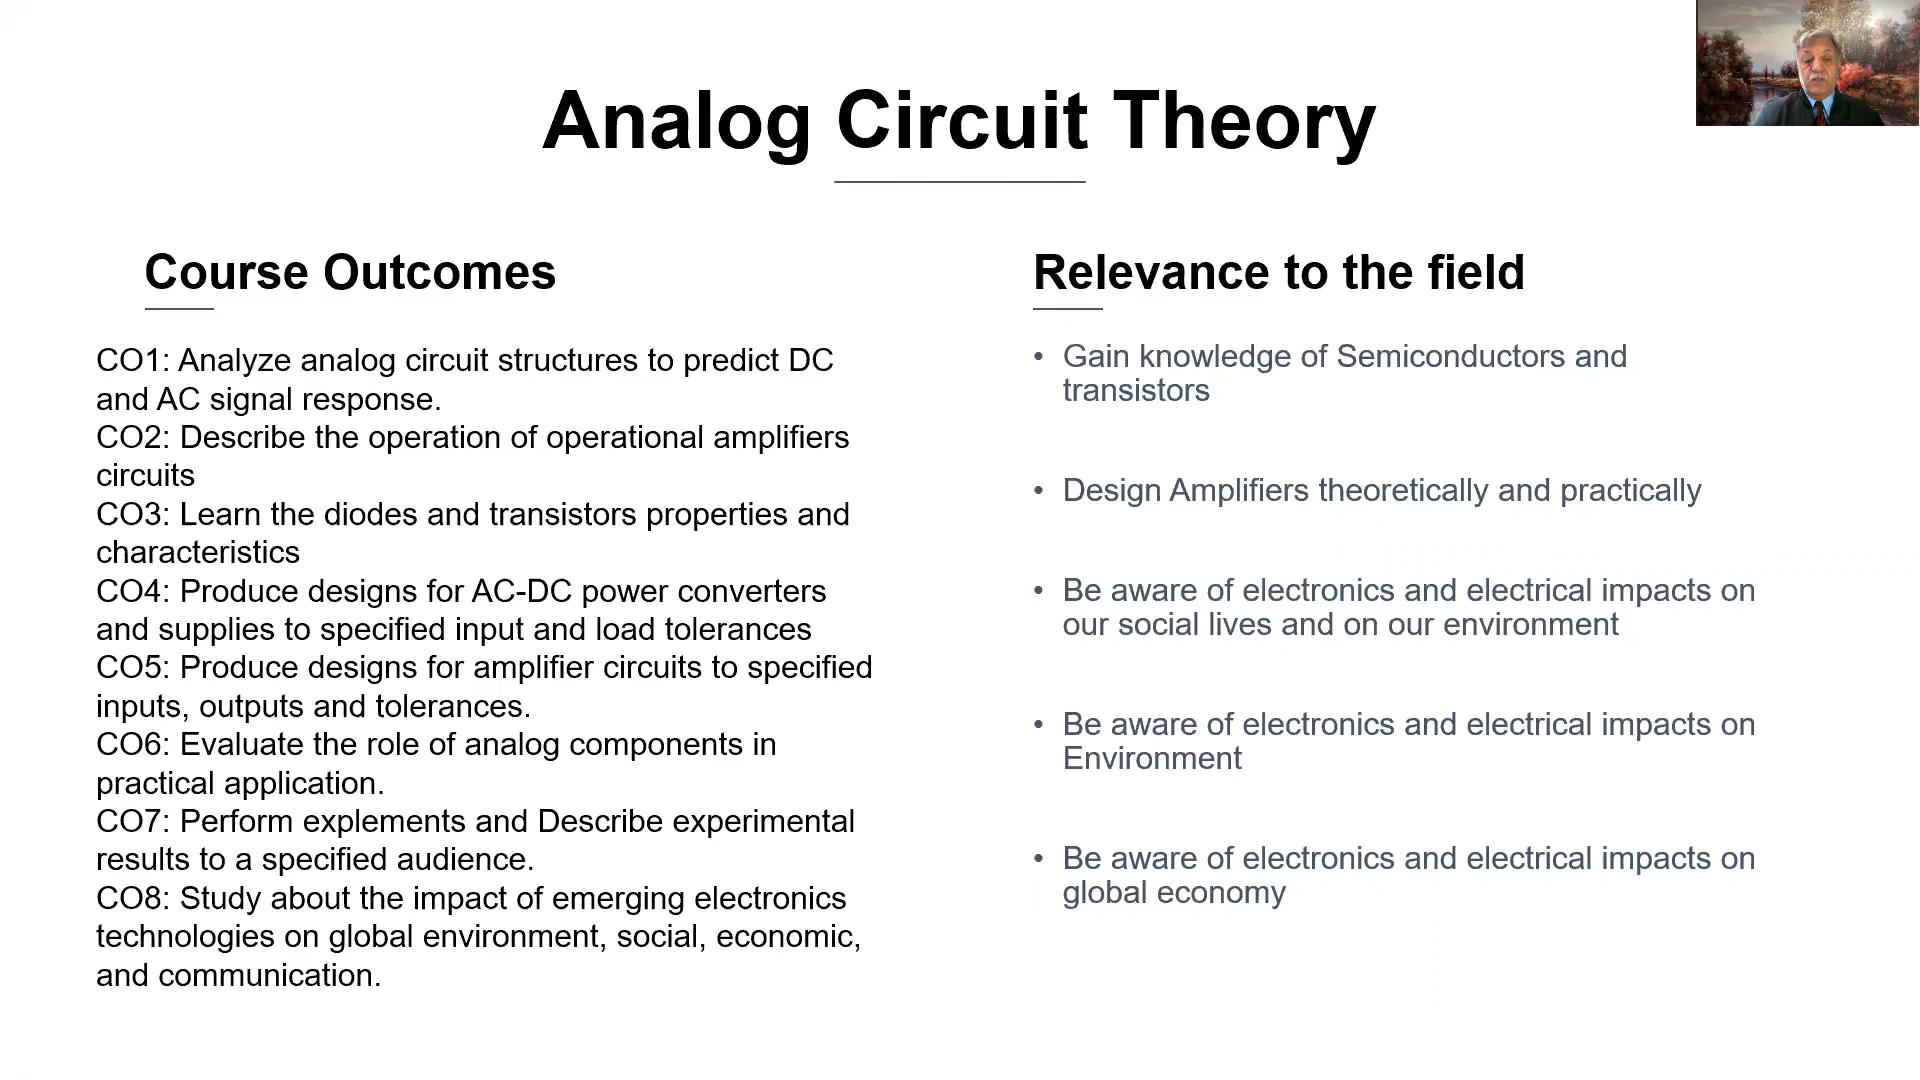 Analog Circuit Theory
Course Outcomes
CO1: Analyze analog circuit structures to predict DC
and AC signal response.
CO2: Describe the operation of operational amplifiers
circuits
CO3: Learn the diodes and transistors properties and
characteristics
CO4: Produce designs for AC-DC power converters
and supplies to specified input and load tolerances
CO5: Produce designs for amplifier circuits to specified
inputs, outputs and tolerances.
CO6: Evaluate the role of analog components in
practical application.
CO7: Perform explements and Describe experimental
results to a specified audience.
CO8: Study about the impact of emerging electronics
technologies on global environment, social, economic,
and communication.
Relevance to the field
• Gain knowledge of Semiconductors and
transistors
• Design Amplifiers theoretically and practically
• Be aware of electronics and electrical impacts on
our social lives and on our environment
• Be aware of electronics and electrical impacts on
Environment
• Be aware of electronics and electrical impacts on
global economy